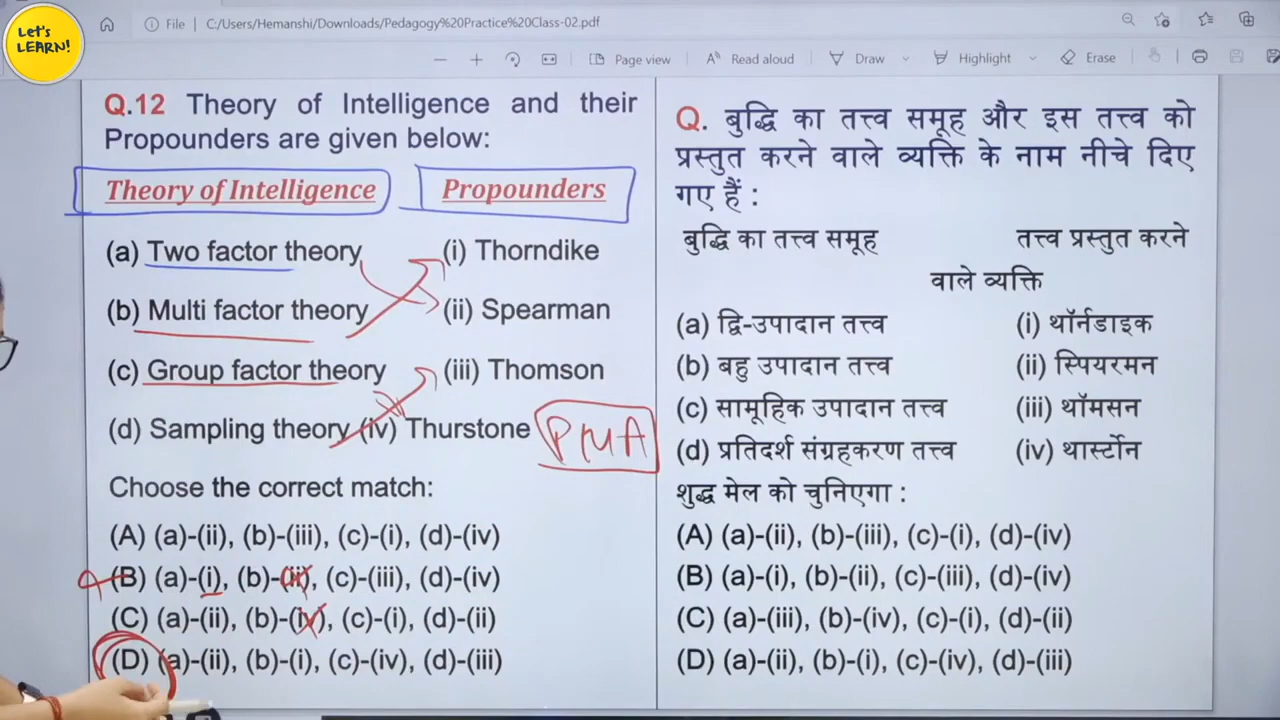 Let's
LEARN!
File C:/Users/Hemanshi/Downloads/Pedagogy%20Practice%20Class-02.pdf
Page view Read aloud Draw Highlight Erase
Q.12 Theory of Intelligence and their
Propounders are given below:
Theory of Intelligence Propounders
(a) Two factor theory (i) Thorndike
(b) Multi factor theory (ii) Spearman
(c) Group factor theory (iii) Thomson
(d) Sampling theory (iv) Thurstone
PMA
Choose the correct match:
(A) (a)-(ii), (b)-(iii), (c)-(i), (d)-(iv)
(B) (a)-(i), (b)-(ii), (c)-(iii), (d)-(iv)
(C) (a)-(ii), (b)-(iv), (c)-(i), (d)-(ii)
(D) (a)-(ii), (b)-(i), (c)-(iv), (d)-(iii)
Q. बुद्धि का तत्त्व समूह और इस तत्त्व को
प्रस्तुत करने वाले व्यक्ति के नाम नीचे दिए
गए हैं :
बुद्धि का तत्त्व समूह तत्त्व प्रस्तुत करने
वाले व्यक्ति
(a) द्वि-उपादान तत्त्व (i) थॉर्नडाइक
(b) बहु उपादान तत्त्व (ii) स्पियरमन
(c) सामूहिक उपादान तत्त्व (iii) थॉमसन
(d) प्रतिदर्श संग्रहकरण तत्त्व (iv) थार्स्टोन
शुद्ध मेल को चुनिएगा :
(A) (a)-(ii), (b)-(iii), (c)-(i), (d)-(iv)
(B) (a)-(i), (b)-(ii), (c)-(iii), (d)-(iv)
(C) (a)-(iii), (b)-(iv), (c)-(i), (d)-(ii)
(D) (a)-(ii), (b)-(i), (c)-(iv), (d)-(iii)